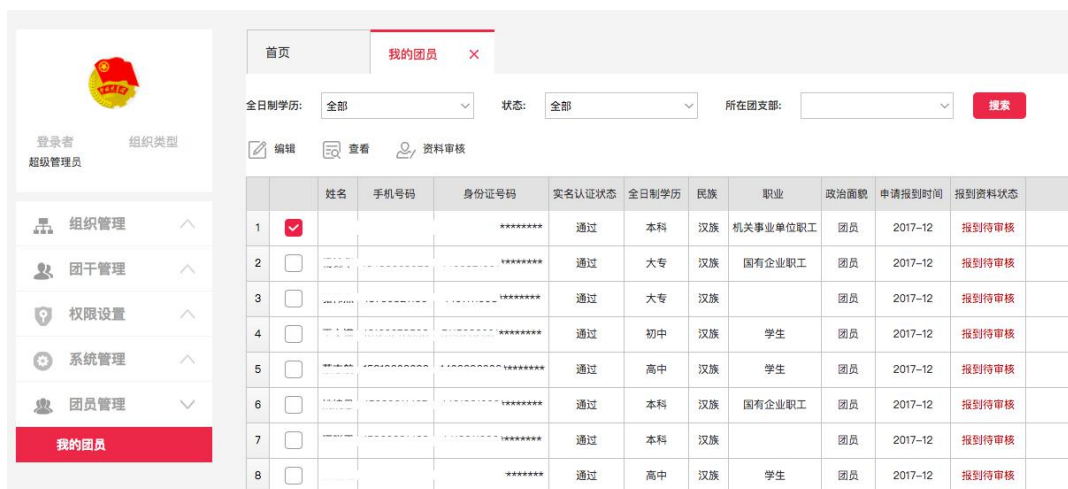 首页 我的团员 ×
全日制学历: 全部 状态: 全部 所在团支部: 搜索
登录者 组织类型
超级管理员
编辑 查看 资料审核
姓名 手机号码 身份证号码 实名认证状态 全日制学历 民族 职业 政治面貌 申请报到时间 报到资料状态
组织管理
团干管理
权限设置
系统管理
团员管理
我的团员
1 ******** 通过 本科 汉族 机关事业单位职工 团员 2017-12 报到待审核
2 ******** 通过 大专 汉族 国有企业职工 团员 2017-12 报到待审核
3 ******* 通过 大专 汉族 团员 2017-12 报到待审核
4 ******** 通过 初中 汉族 学生 团员 2017-12 报到待审核
5 ******** 通过 高中 汉族 学生 团员 2017-12 报到待审核
6 ******** 通过 本科 汉族 国有企业职工 团员 2017-12 报到待审核
7 ******** 通过 本科 汉族 团员 2017-12 报到待审核
8 ******* 通过 高中 汉族 学生 团员 2017-12 报到待审核